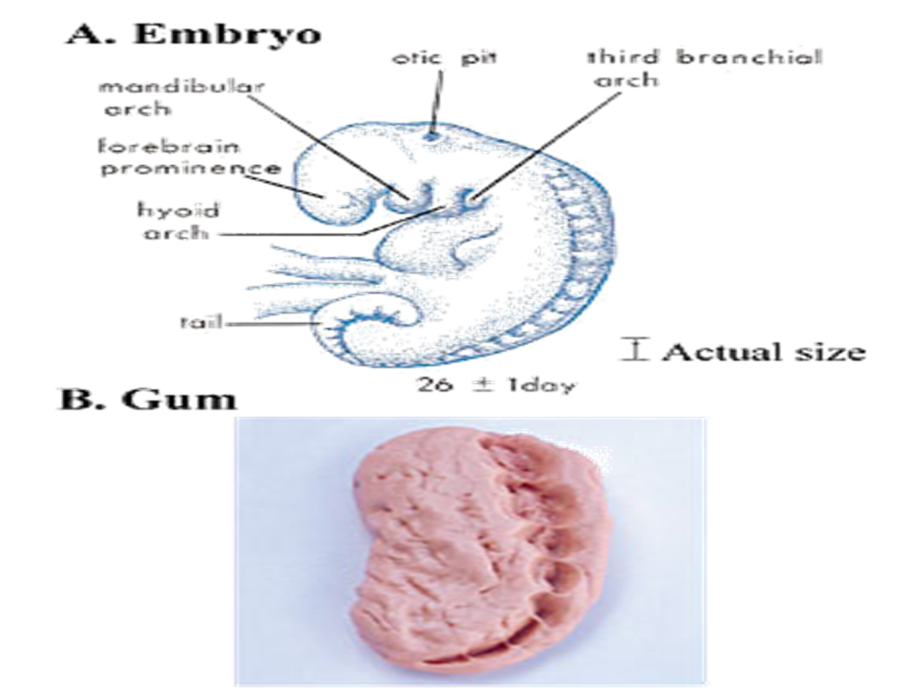 A. Embryo
otic pit
third branchial
arch
mandibular
arch
forebrain
prominence
hyoid
arch
tail
Actual size
26 ± 1day
B. Gum